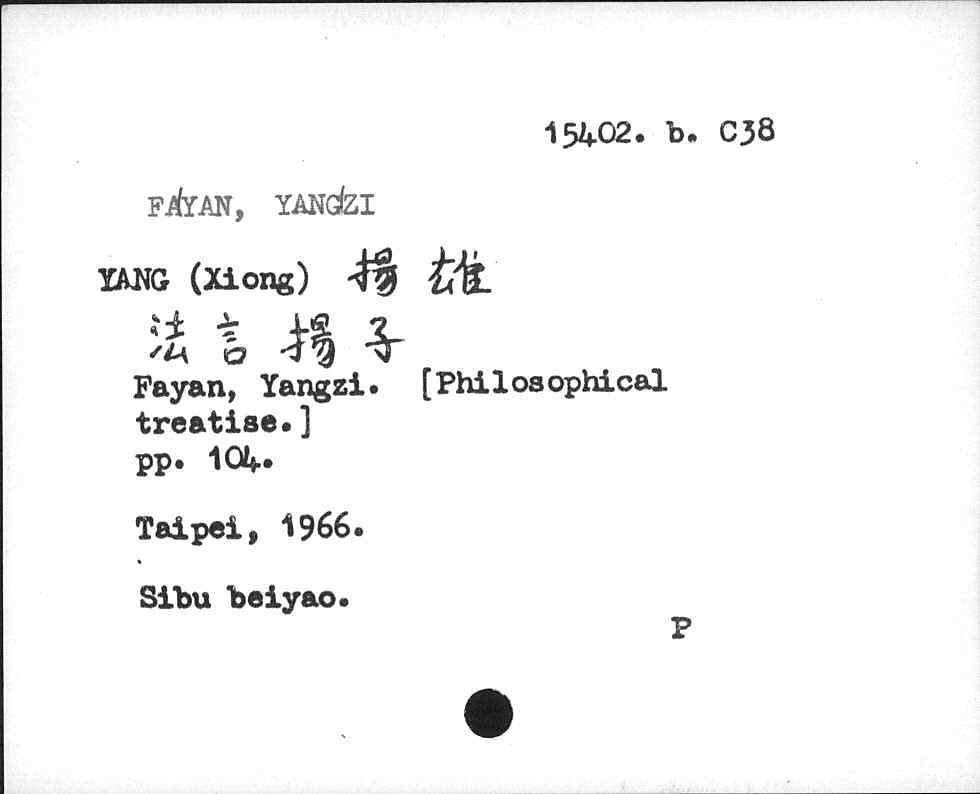 15402. b. C38
FAYAN, YANGZI
YANG (Xiong) 揚 雄
法 言 揚 子
Fayan, Yangzi. [Philosophical
treatise.]
pp. 104.
Taipei, 1966.
Sibu beiyao.
P